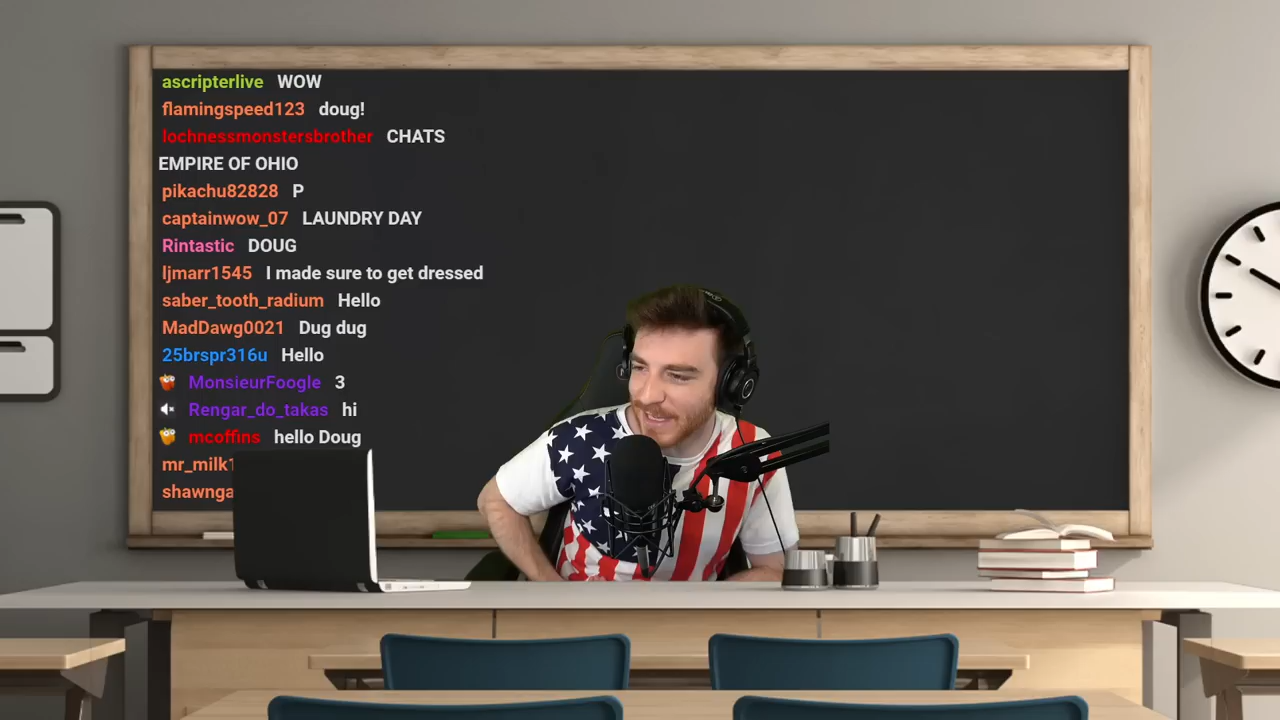 ascripterlive WOW
flamingspeed123 doug!
lochnessmonstersbrother CHATS
EMPIRE OF OHIO
pikachu82828 P
captainwow_07 LAUNDRY DAY
Rintastic DOUG
ljmarr1545 I made sure to get dressed
saber_tooth_radium Hello
MadDawg0021 Dug dug
25brspr316u Hello
MonsieurFoogle 3
Rengar_do_takas hi
mcoffins hello Doug